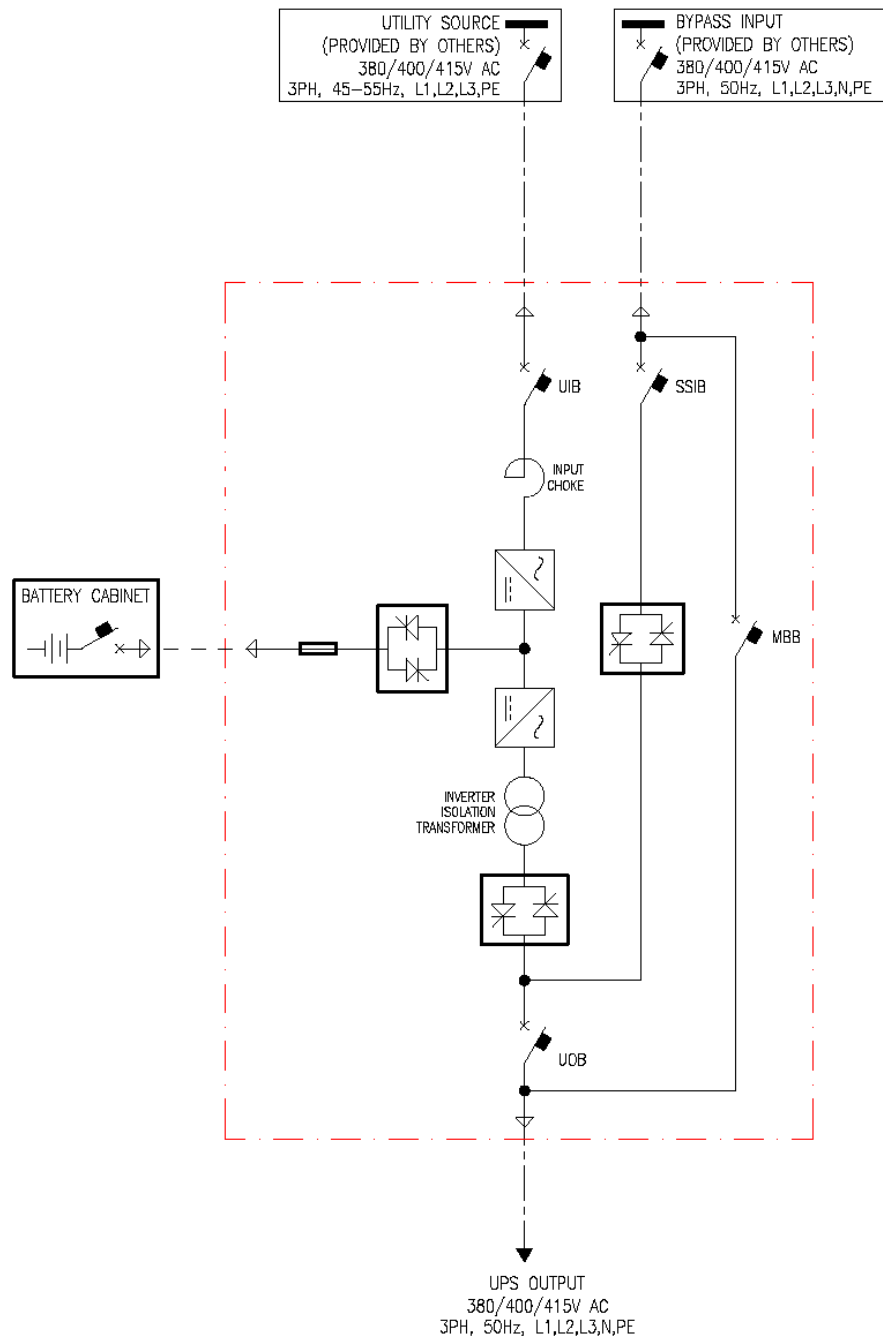 UTILITY SOURCE
(PROVIDED BY OTHERS)
380/400/415V AC
3PH, 45-55Hz, L1,L2,L3,PE
BYPASS INPUT
(PROVIDED BY OTHERS)
380/400/415V AC
3PH, 50Hz, L1,L2,L3,N,PE
UIB
SSIB
INPUT
CHOKE
BATTERY CABINET
MBB
INVERTER
ISOLATION
TRANSFORMER
UOB
UPS OUTPUT
380/400/415V AC
3PH, 50Hz, L1,L2,L3,N,PE